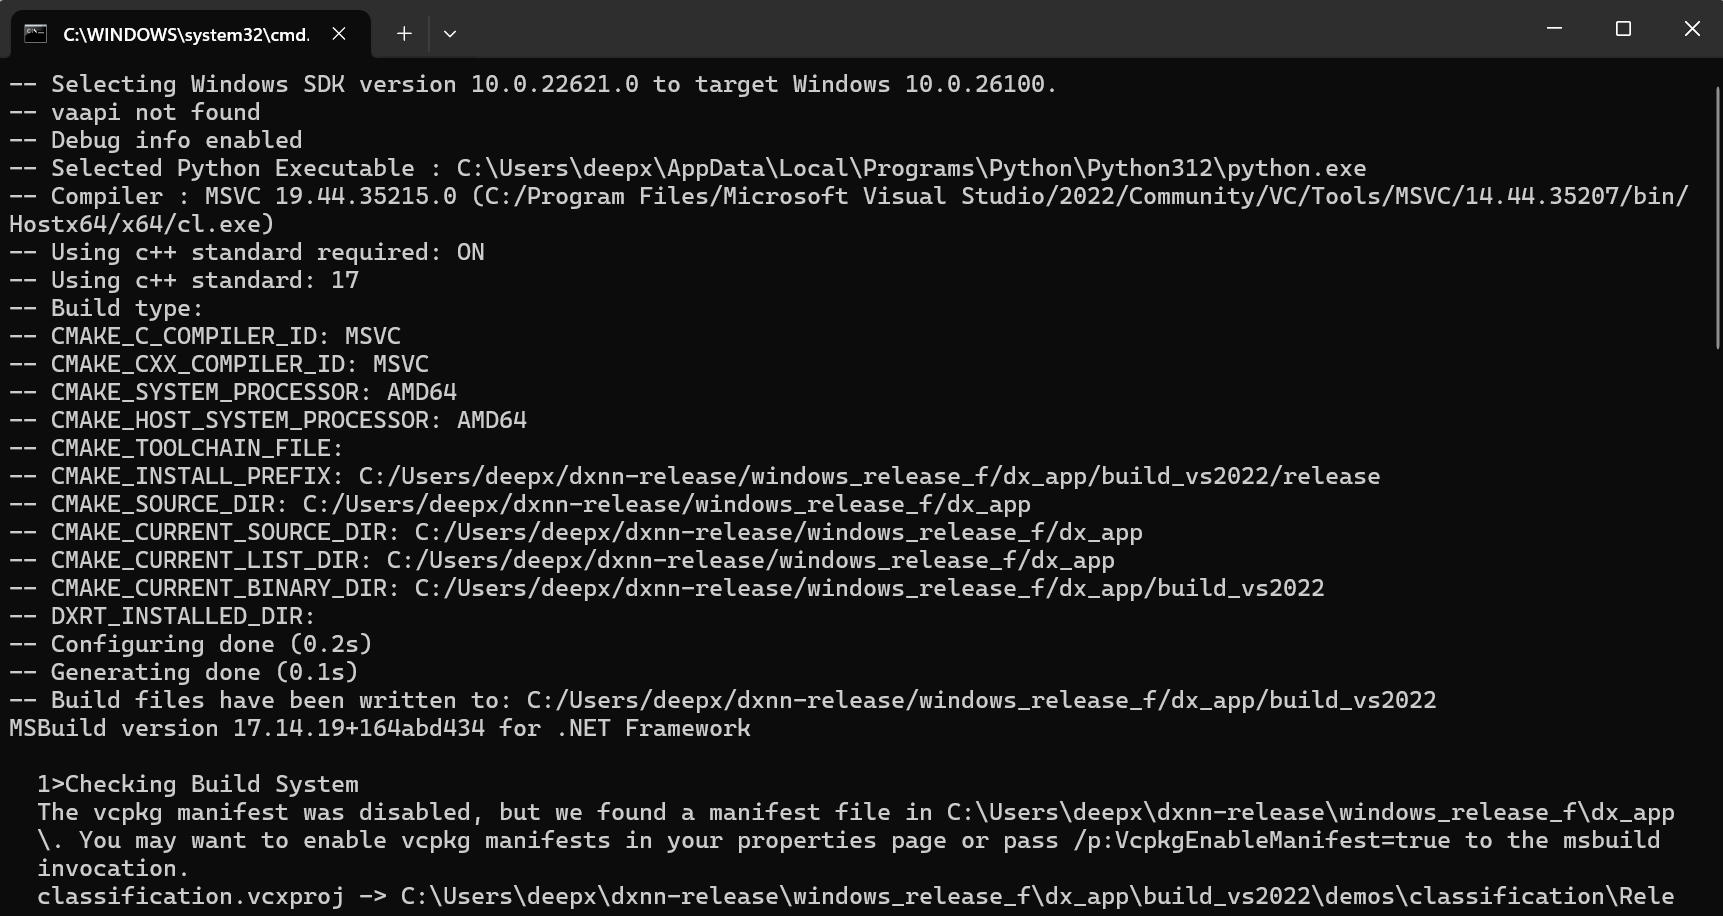 C:\WINDOWS\system32\cmd.
-- Selecting Windows SDK version 10.0.22621.0 to target Windows 10.0.26100.
-- vaapi not found
-- Debug info enabled
-- Selected Python Executable : C:\Users\deepx\AppData\Local\Programs\Python\Python312\python.exe
-- Compiler : MSVC 19.44.35215.0 (C:/Program Files/Microsoft Visual Studio/2022/Community/VC/Tools/MSVC/14.44.35207/bin/
Hostx64/x64/cl.exe)
-- Using c++ standard required: ON
-- Using c++ standard: 17
-- Build type:
-- CMAKE_C_COMPILER_ID: MSVC
-- CMAKE_CXX_COMPILER_ID: MSVC
-- CMAKE_SYSTEM_PROCESSOR: AMD64
-- CMAKE_HOST_SYSTEM_PROCESSOR: AMD64
-- CMAKE_TOOLCHAIN_FILE:
-- CMAKE_INSTALL_PREFIX: C:/Users/deepx/dxnn-release/windows_release_f/dx_app/build_vs2022/release
-- CMAKE_SOURCE_DIR: C:/Users/deepx/dxnn-release/windows_release_f/dx_app
-- CMAKE_CURRENT_SOURCE_DIR: C:/Users/deepx/dxnn-release/windows_release_f/dx_app
-- CMAKE_CURRENT_LIST_DIR: C:/Users/deepx/dxnn-release/windows_release_f/dx_app
-- CMAKE_CURRENT_BINARY_DIR: C:/Users/deepx/dxnn-release/windows_release_f/dx_app/build_vs2022
-- DXRT_INSTALLED_DIR:
-- Configuring done (0.2s)
-- Generating done (0.1s)
-- Build files have been written to: C:/Users/deepx/dxnn-release/windows_release_f/dx_app/build_vs2022
MSBuild version 17.14.19+164abd434 for .NET Framework
1>Checking Build System
The vcpkg manifest was disabled, but we found a manifest file in C:\Users\deepx\dxnn-release\windows_release_f\dx_app
\. You may want to enable vcpkg manifests in your properties page or pass /p:VcpkgEnableManifest=true to the msbuild
invocation.
classification.vcxproj -> C:\Users\deepx\dxnn-release\windows_release_f\dx_app\build_vs2022\demos\classification\Rele